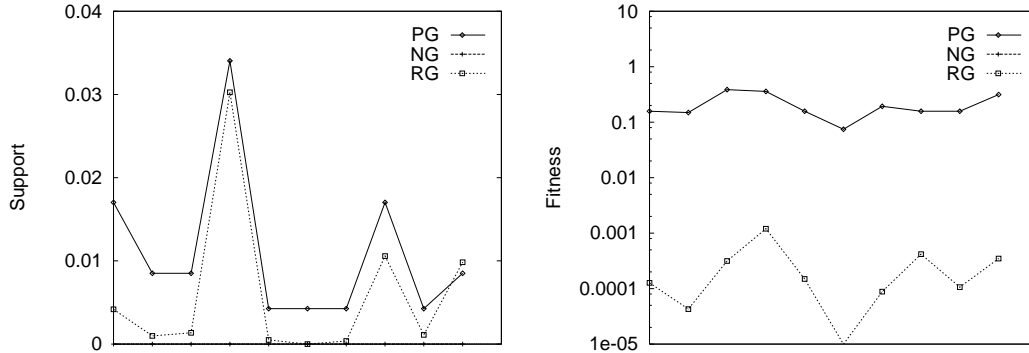 0.04
0.03
0.02
0.01
0
Support
PG
NG
RG
10
1
0.1
0.01
0.001
0.0001
1e-05
Fitness
PG
NG
RG